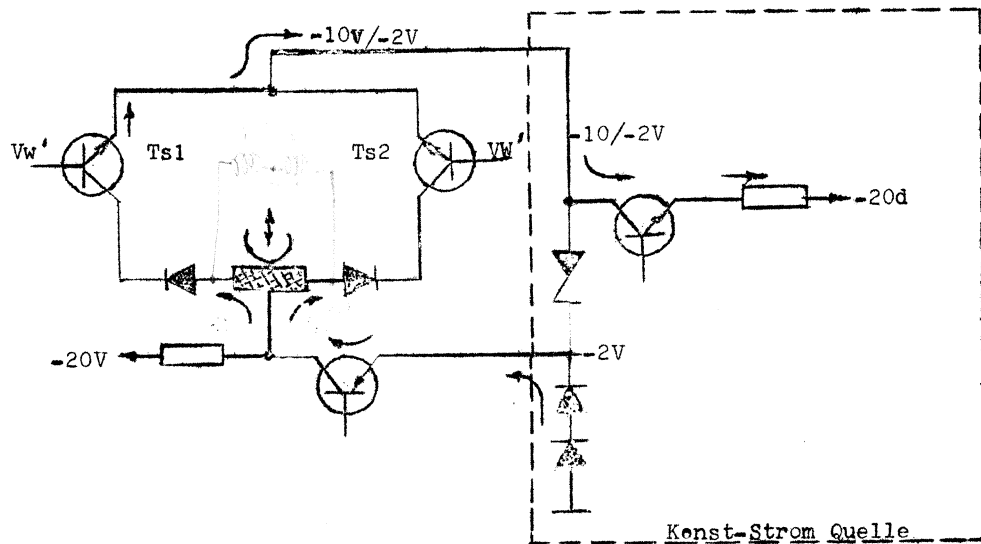 -10V/-2V
-10/-2V
Vw'
Ts1
Ts2
VW'
-20d
-20V
-2V
Konst-Strom Quelle